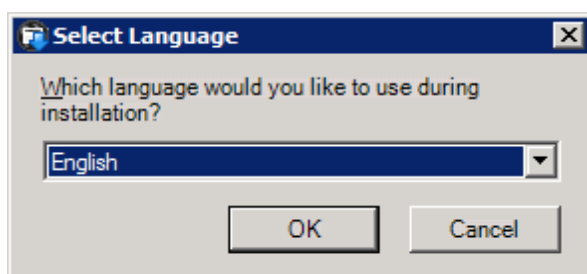 Select Language
Which language would you like to use during
installation?
English
OK
Cancel